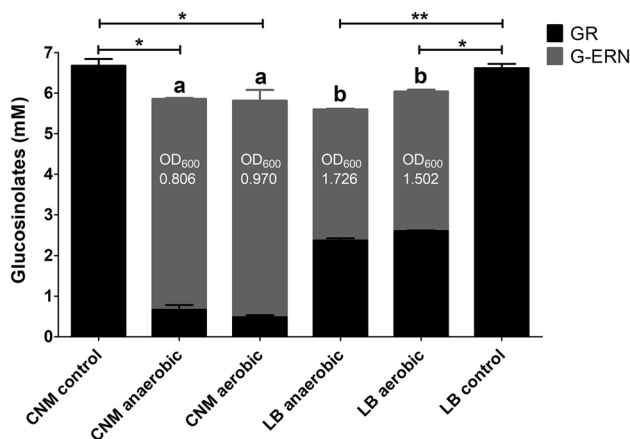 * **
* *
GR
G-ERN
7
6
5
4
3
2
1
0
Glucosinolates (mM)
a a b b
OD600
0.806
OD600
0.970
OD600
1.726
OD600
1.502
CNM control
CNM anaerobic
CNM aerobic
LB anaerobic
LB aerobic
LB control